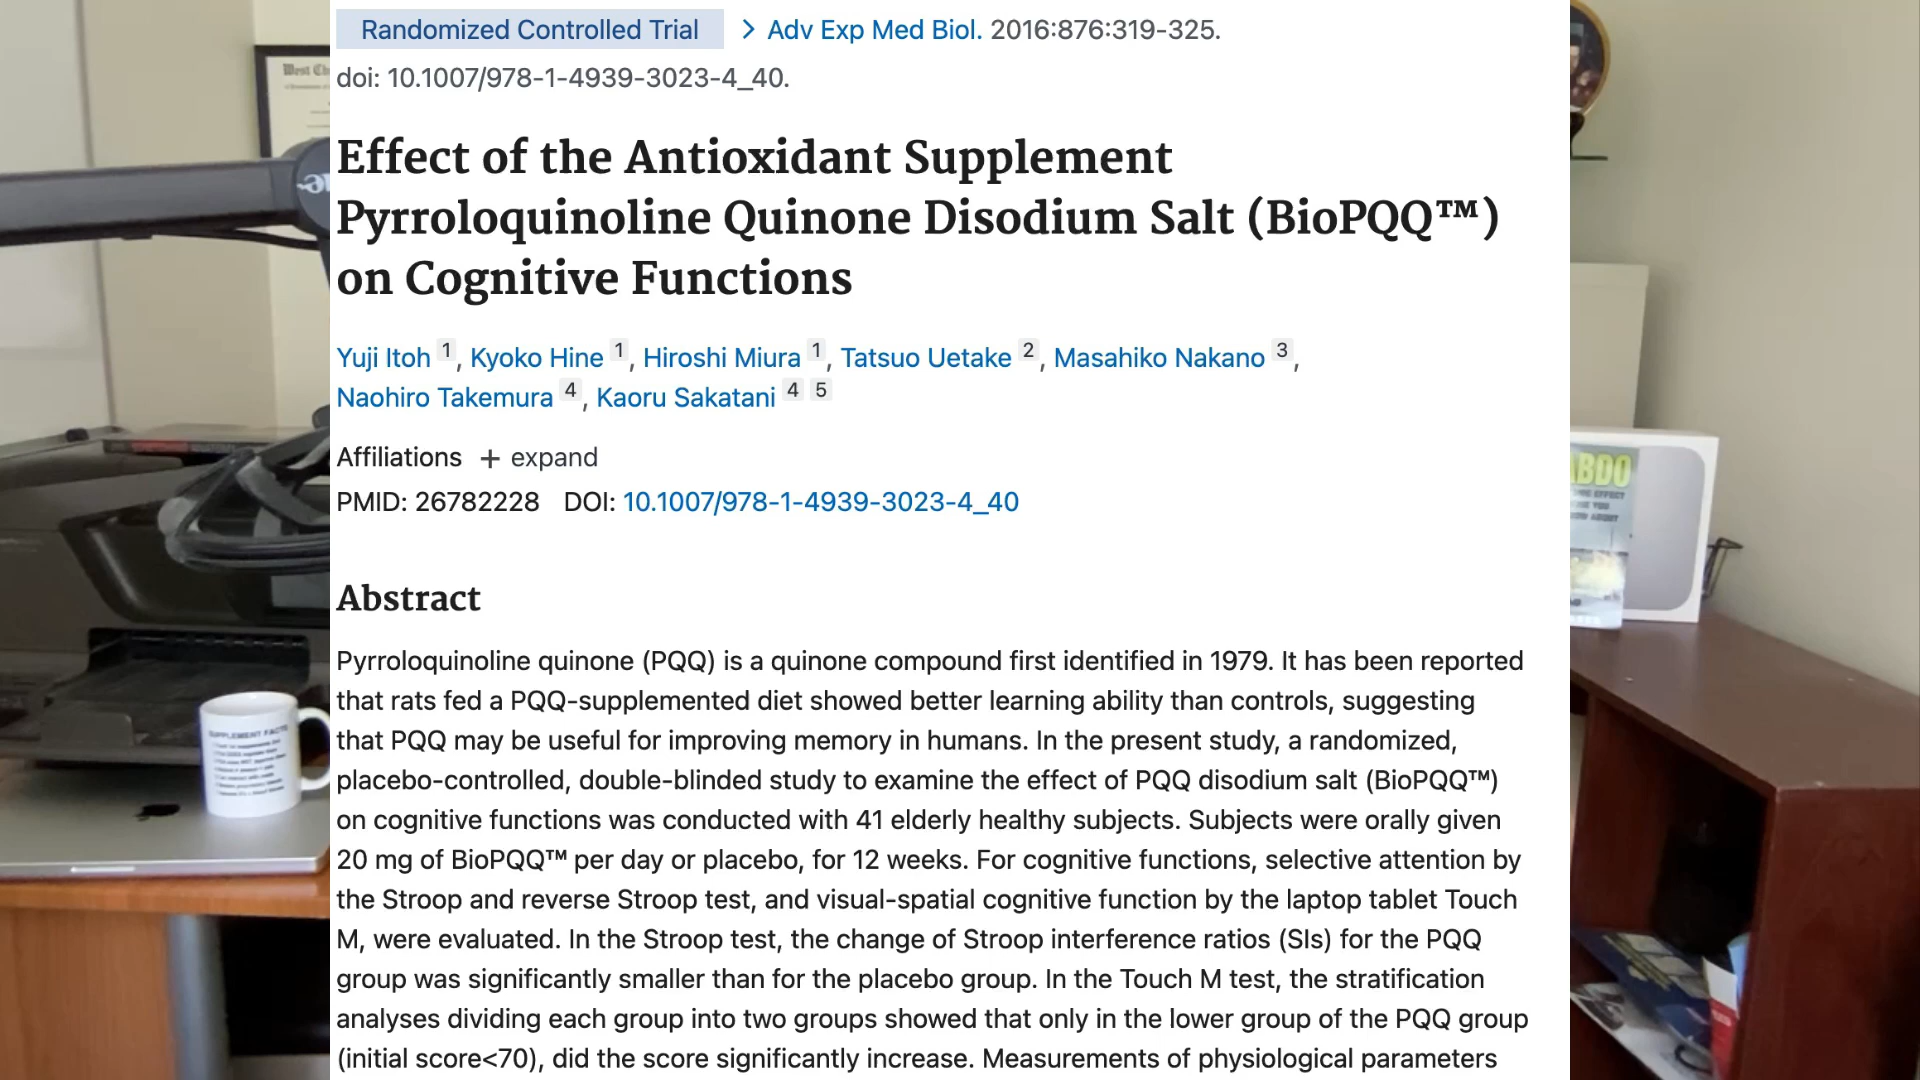 Randomized Controlled Trial > Adv Exp Med Biol. 2016:876:319-325.
doi: 10.1007/978-1-4939-3023-4_40.
Effect of the Antioxidant Supplement
Pyrroloquinoline Quinone Disodium Salt (BioPQQ™)
on Cognitive Functions
Yuji Itoh 1, Kyoko Hine 1, Hiroshi Miura 1, Tatsuo Uetake 2, Masahiko Nakano 3,
Naohiro Takemura 4, Kaoru Sakatani 4 5
Affiliations + expand
PMID: 26782228 DOI: 10.1007/978-1-4939-3023-4_40
Abstract
Pyrroloquinoline quinone (PQQ) is a quinone compound first identified in 1979. It has been reported
that rats fed a PQQ-supplemented diet showed better learning ability than controls, suggesting
that PQQ may be useful for improving memory in humans. In the present study, a randomized,
placebo-controlled, double-blinded study to examine the effect of PQQ disodium salt (BioPQQ™)
on cognitive functions was conducted with 41 elderly healthy subjects. Subjects were orally given
20 mg of BioPQQ™ per day or placebo, for 12 weeks. For cognitive functions, selective attention by
the Stroop and reverse Stroop test, and visual-spatial cognitive function by the laptop tablet Touch
M, were evaluated. In the Stroop test, the change of Stroop interference ratios (SIs) for the PQQ
group was significantly smaller than for the placebo group. In the Touch M test, the stratification
analyses dividing each group into two groups showed that only in the lower group of the PQQ group
(initial score<70), did the score significantly increase. Measurements of physiological parameters
West Ch
SUPPLEMENT FACTS
ABDO